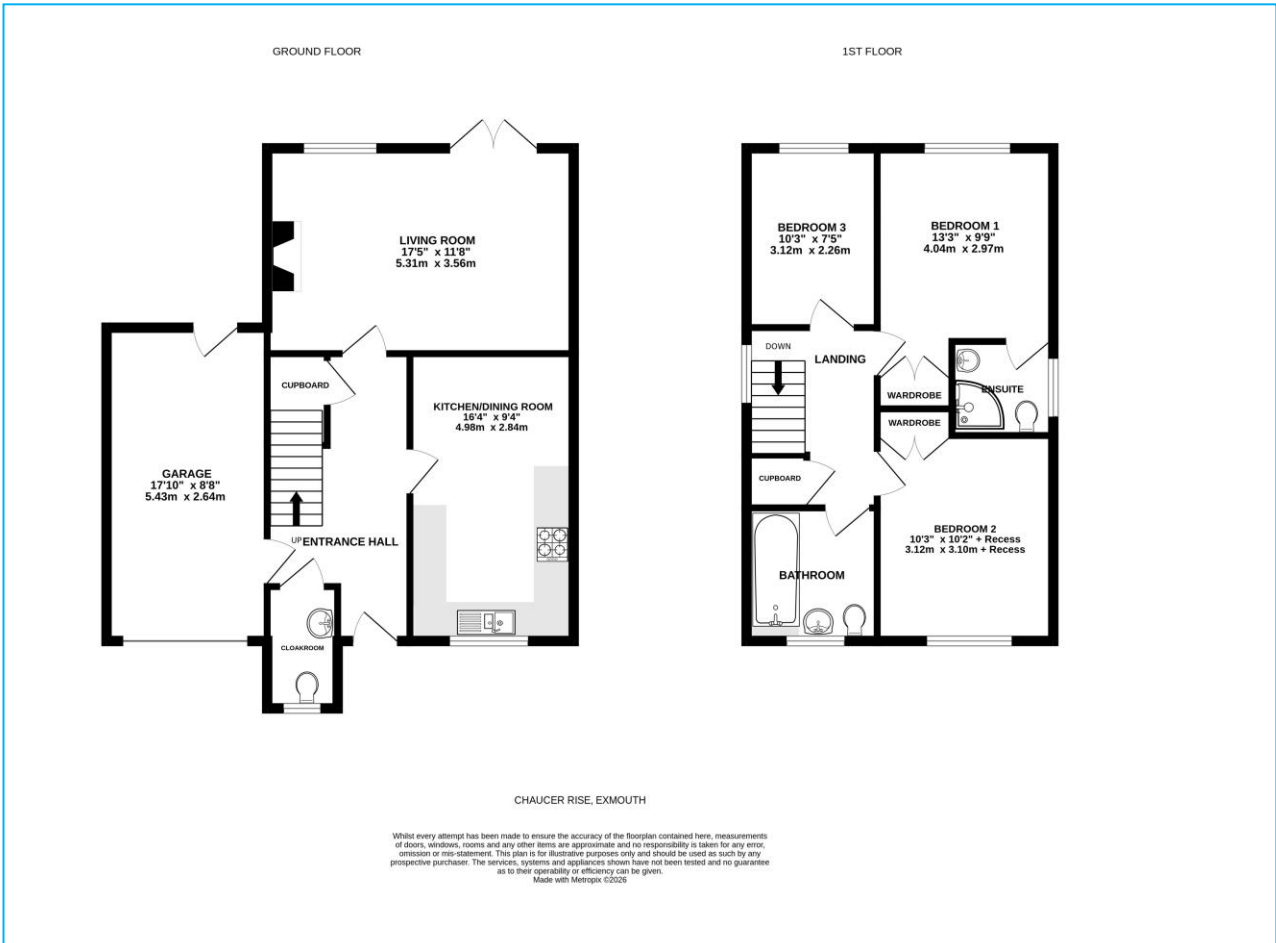 GROUND FLOOR
LIVING ROOM
17'5" x 11'8"
5.31m x 3.56m
CUPBOARD
KITCHEN/DINING ROOM
16'4" x 9'4"
4.98m x 2.84m
GARAGE
17'10" x 8'8"
5.43m x 2.64m
UP
ENTRANCE HALL
CLOAKROOM
1ST FLOOR
BEDROOM 3
10'3" x 7'5"
3.12m x 2.26m
BEDROOM 1
13'3" x 9'9"
4.04m x 2.97m
DOWN
LANDING
WARDROBE
ENSUITE
WARDROBE
CUPBOARD
BEDROOM 2
10'3" x 10'2" + Recess
3.12m x 3.10m + Recess
BATHROOM
CHAUCER RISE, EXMOUTH
Whilst every attempt has been made to ensure the accuracy of the floorplan contained here, measurements
of doors, windows, rooms and any other items are approximate and no responsibility is taken for any error,
omission or mis-statement. This plan is for illustrative purposes only and should be used as such by any
prospective purchaser. The services, systems and appliances shown have not been tested and no guarantee
as to their operability or efficiency can be given.
Made with Metropix ©2026